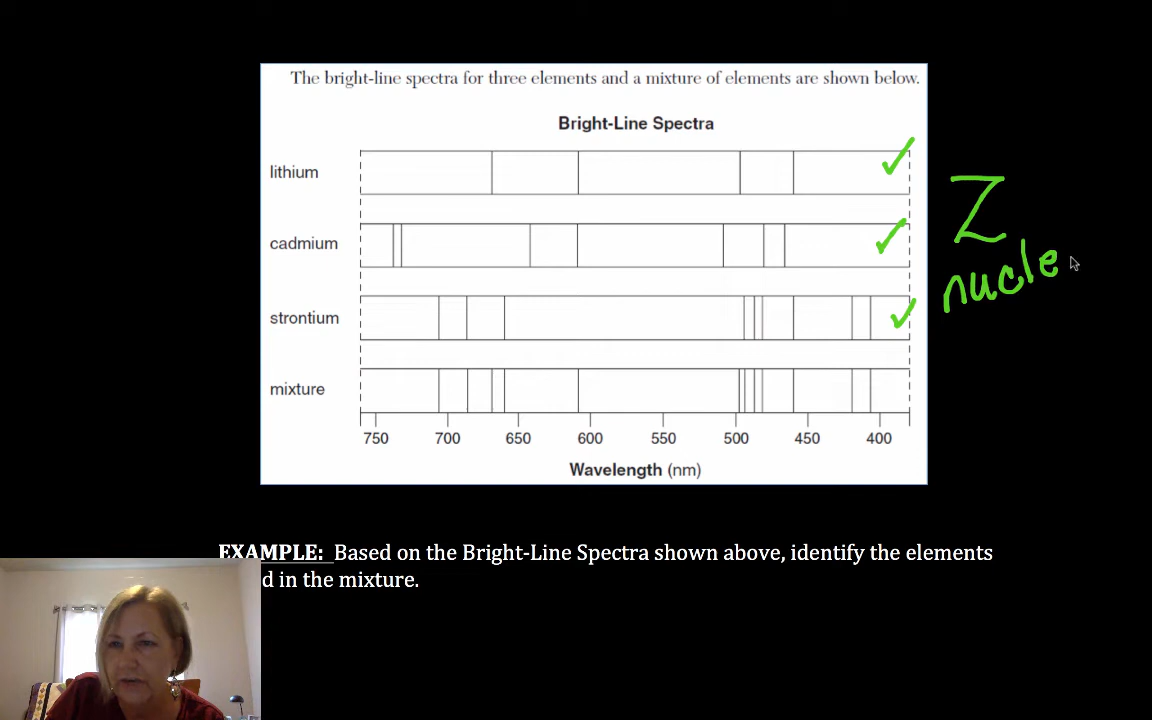 The bright-line spectra for three elements and a mixture of elements are shown below.
Bright-Line Spectra
lithium
cadmium
strontium
mixture
750 700 650 600 550 500 450 400
Wavelength (nm)
Z
nucle
EXAMPLE: Based on the Bright-Line Spectra shown above, identify the elements
d in the mixture.